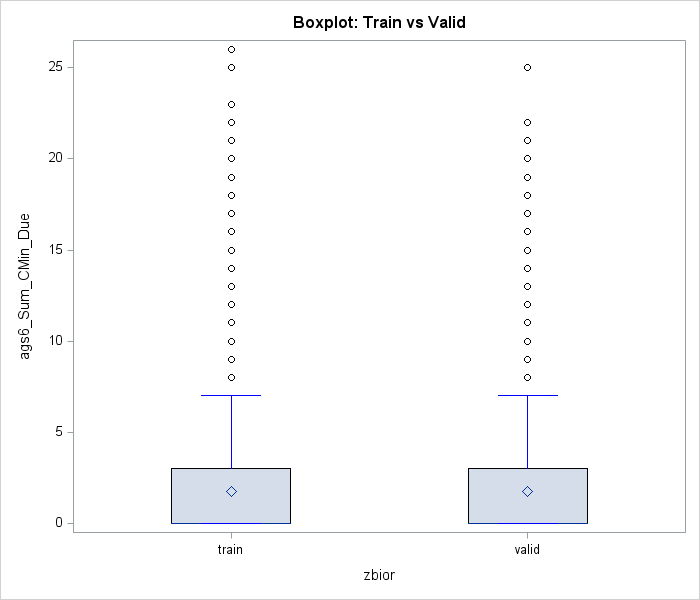 Boxplot: Train vs Valid
ags6_Sum_CMin_Due
25
20
15
10
5
0
train
valid
zbior